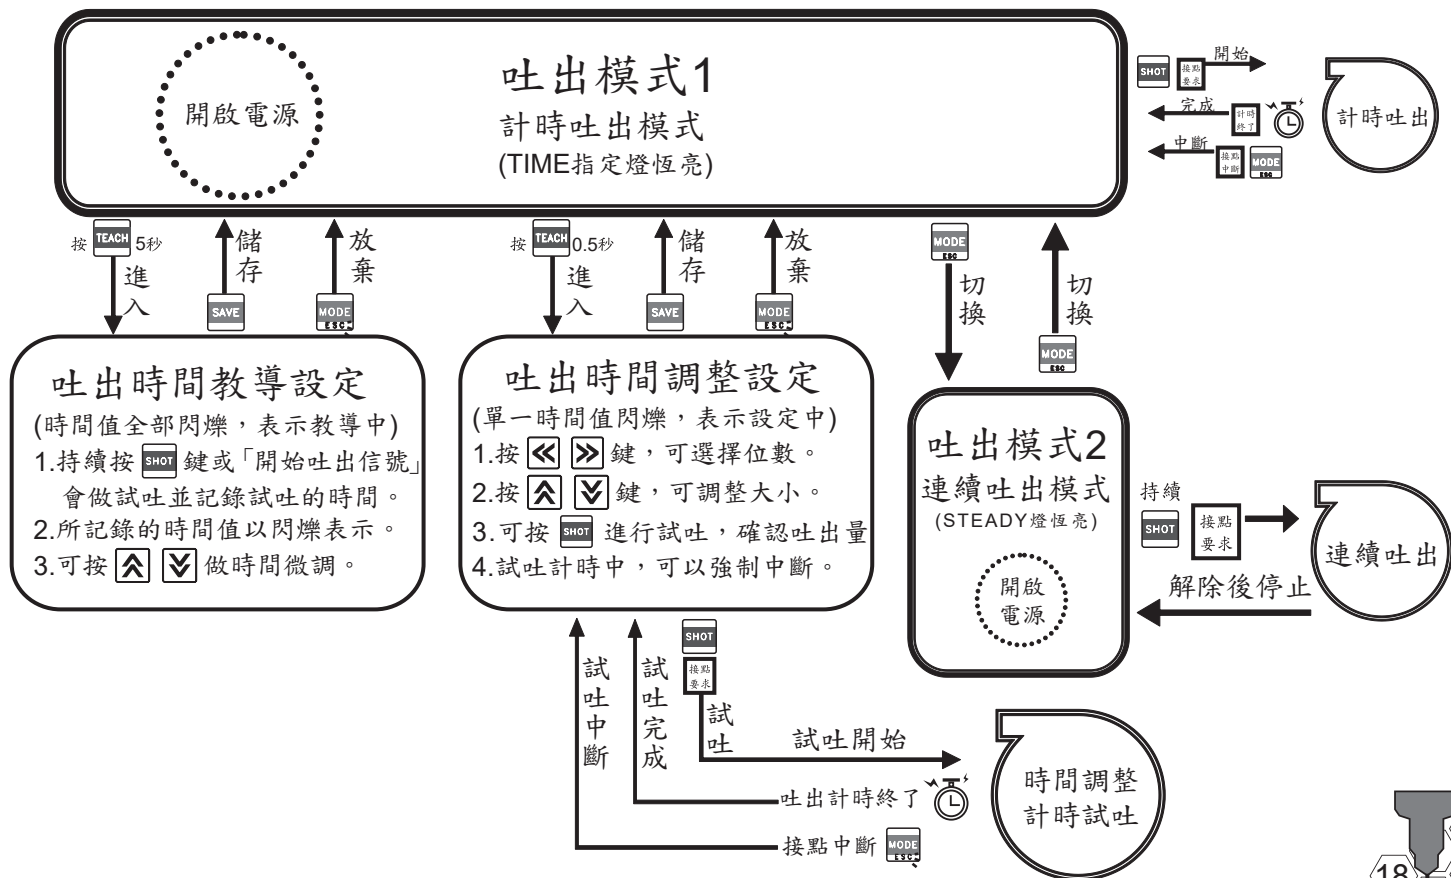 開啟電源
吐出模式1
計時吐出模式
(TIME指定燈恆亮)
SHOT
接點
要求
開始
完成
計時
終了
中斷
接點
中斷
MODE
ESC
計時吐出
按 TEACH 5秒
進入
儲存
SAVE
放棄
MODE
ESC
按 TEACH 0.5秒
進入
儲存
SAVE
放棄
MODE
ESC
MODE
ESC
切換
切換
MODE
ESC
吐出時間教導設定
(時間值全部閃爍，表示教導中)
1.持續按 SHOT 鍵或「開始吐出信號」
會做試吐並記錄試吐的時間。
2.所記錄的時間值以閃爍表示。
3.可按 做時間微調。
吐出時間調整設定
(單一時間值閃爍，表示設定中)
1.按 鍵，可選擇位數。
2.按 鍵，可調整大小。
3.可按 SHOT 進行試吐，確認吐出量
4.試吐計時中，可以強制中斷。
吐出模式2
連續吐出模式
(STEADY燈恆亮)
開啟
電源
持續
SHOT
接點
要求
解除後停止
連續吐出
試吐中斷
試吐完成
SHOT
接點
要求
試吐
試吐開始
吐出計時終了
接點中斷 MODE
ESC
時間調整
計時試吐
18